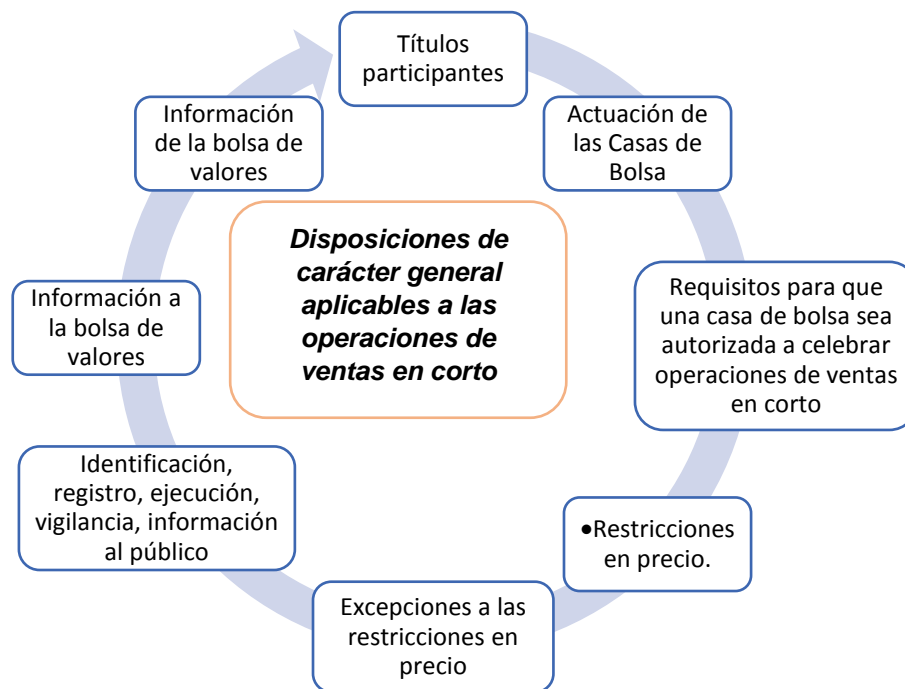 Títulos
participantes
Actuación de
las Casas de
Bolsa
Requisitos para que
una casa de bolsa sea
autorizada a celebrar
operaciones de ventas
en corto
•Restricciones
en precio.
Excepciones a las
restricciones en
precio
Identificación,
registro, ejecución,
vigilancia, información
al público
Información a
la bolsa de
valores
Información
de la bolsa de
valores
Disposiciones de
carácter general
aplicables a las
operaciones de
ventas en corto